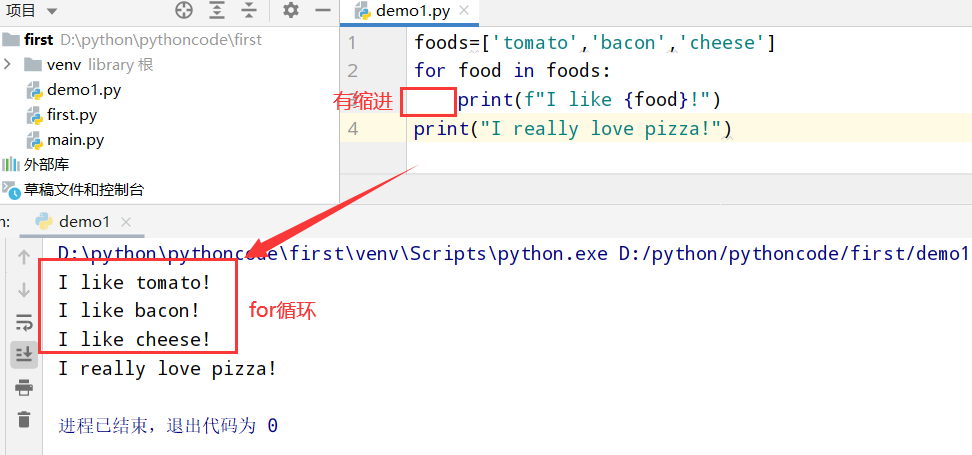 项目
demo1.py
first D:\python\pythoncode\first
venv library 根
demo1.py
first.py
main.py
外部库
草稿文件和控制台
1 foods=['tomato','bacon','cheese']
2 for food in foods:
有缩进 print(f"I like {food}!")
4 print("I really love pizza!")
n: demo1
D:\python\pythoncode\first\venv\Scripts\python.exe D:/python/pythoncode/first/demo1
I like tomato!
I like bacon!
for循环
I like cheese!
I really love pizza!
进程已结束，退出代码为 0